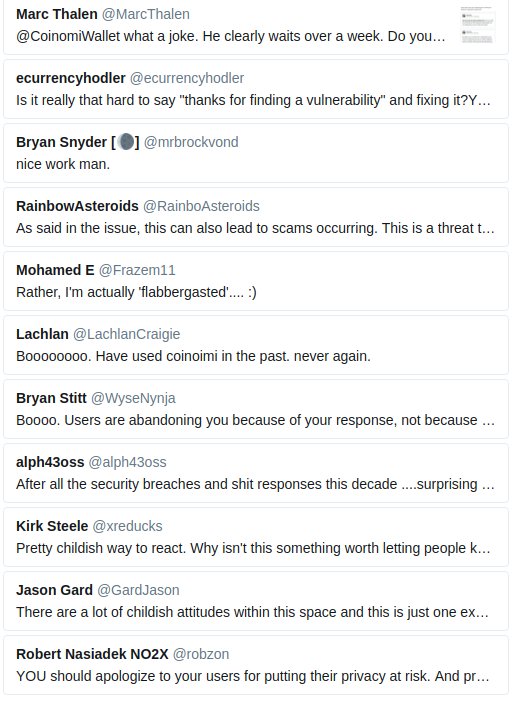 Marc Thalen @MarcThalen
@CoinomiWallet what a joke. He clearly waits over a week. Do you…
ecurrencyhodler @ecurrencyhodler
Is it really that hard to say "thanks for finding a vulnerability" and fixing it?Y…
Bryan Snyder [🌒] @mrbrockvond
nice work man.
RainbowAsteroids @RainboAsteroids
As said in the issue, this can also lead to scams occurring. This is a threat t…
Mohamed E @Frazem11
Rather, I'm actually 'flabbergasted'.... :)
Lachlan @LachlanCraigie
Boooooooo. Have used coinoimi in the past. never again.
Bryan Stitt @WyseNynja
Boooo. Users are abandoning you because of your response, not because …
alph43oss @alph43oss
After all the security breaches and shit responses this decade ....surprising …
Kirk Steele @xreducks
Pretty childish way to react. Why isn't this something worth letting people k…
Jason Gard @GardJason
There are a lot of childish attitudes within this space and this is just one ex…
Robert Nasiadek NO2X @robzon
YOU should apologize to your users for putting their privacy at risk. And pr…